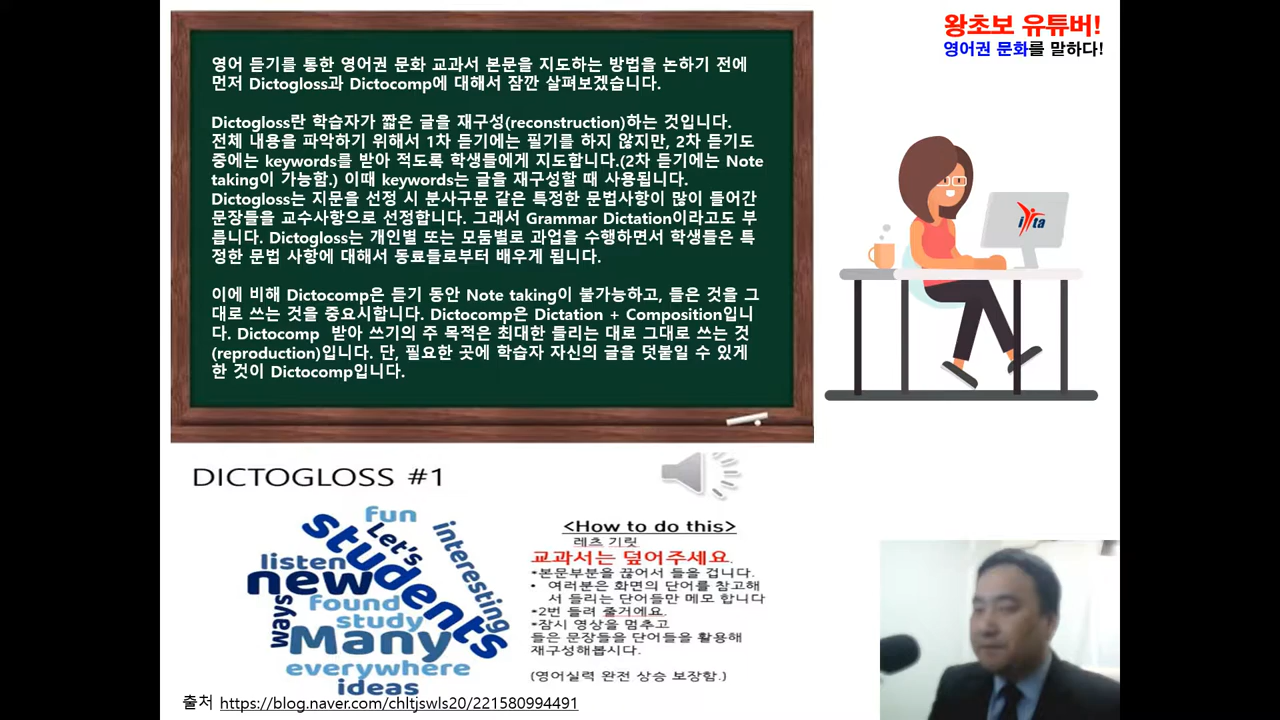 왕초보 유튜버!
영어권 문화를 말하다!
영어 듣기를 통한 영어권 문화 교과서 본문을 지도하는 방법을 논하기 전에
먼저 Dictogloss과 Dictocomp에 대해서 잠깐 살펴보겠습니다.
Dictogloss란 학습자가 짧은 글을 재구성(reconstruction)하는 것입니다.
전체 내용을 파악하기 위해서 1차 듣기에는 필기를 하지 않지만, 2차 듣기도
중에는 keywords를 받아 적도록 학생들에게 지도합니다.(2차 듣기에는 Note
taking이 가능함.) 이때 keywords는 글을 재구성할 때 사용됩니다.
Dictogloss는 지문을 선정 시 분사구문 같은 특정한 문법사항이 많이 들어간
문장들을 교수사항으로 선정합니다. 그래서 Grammar Dictation이라고도 부
릅니다. Dictogloss는 개인별 또는 모둠별로 과업을 수행하면서 학생들은 특
정한 문법 사항에 대해서 동료들로부터 배우게 됩니다.
이에 비해 Dictocomp은 듣기 동안 Note taking이 불가능하고, 들은 것을 그
대로 쓰는 것을 중요시합니다. Dictocomp은 Dictation + Composition입니
다. Dictocomp 받아 쓰기의 주 목적은 최대한 들리는 대로 그대로 쓰는 것
(reproduction)입니다. 단, 필요한 곳에 학습자 자신의 글을 덧붙일 수 있게
한 것이 Dictocomp입니다.
DICTOGLOSS #1
fun
Let's
students
interesting
listen
new
found
study
ways
Many
everywhere
ideas
<How to do this>
레츠 기릿
교과서는 덮어주세요.
•본문부분을 끊어서 들을 겁니다.
• 여러분은 화면의 단어를 참고해
서 들리는 단어들만 메모 합니다
•2번 들려 줄거에요.
•잠시 영상을 멈추고
들은 문장들을 단어들을 활용해
재구성해봅시다.
(영어실력 완전 상승 보장함.)
출처 https://blog.naver.com/chltjswls20/221580994491